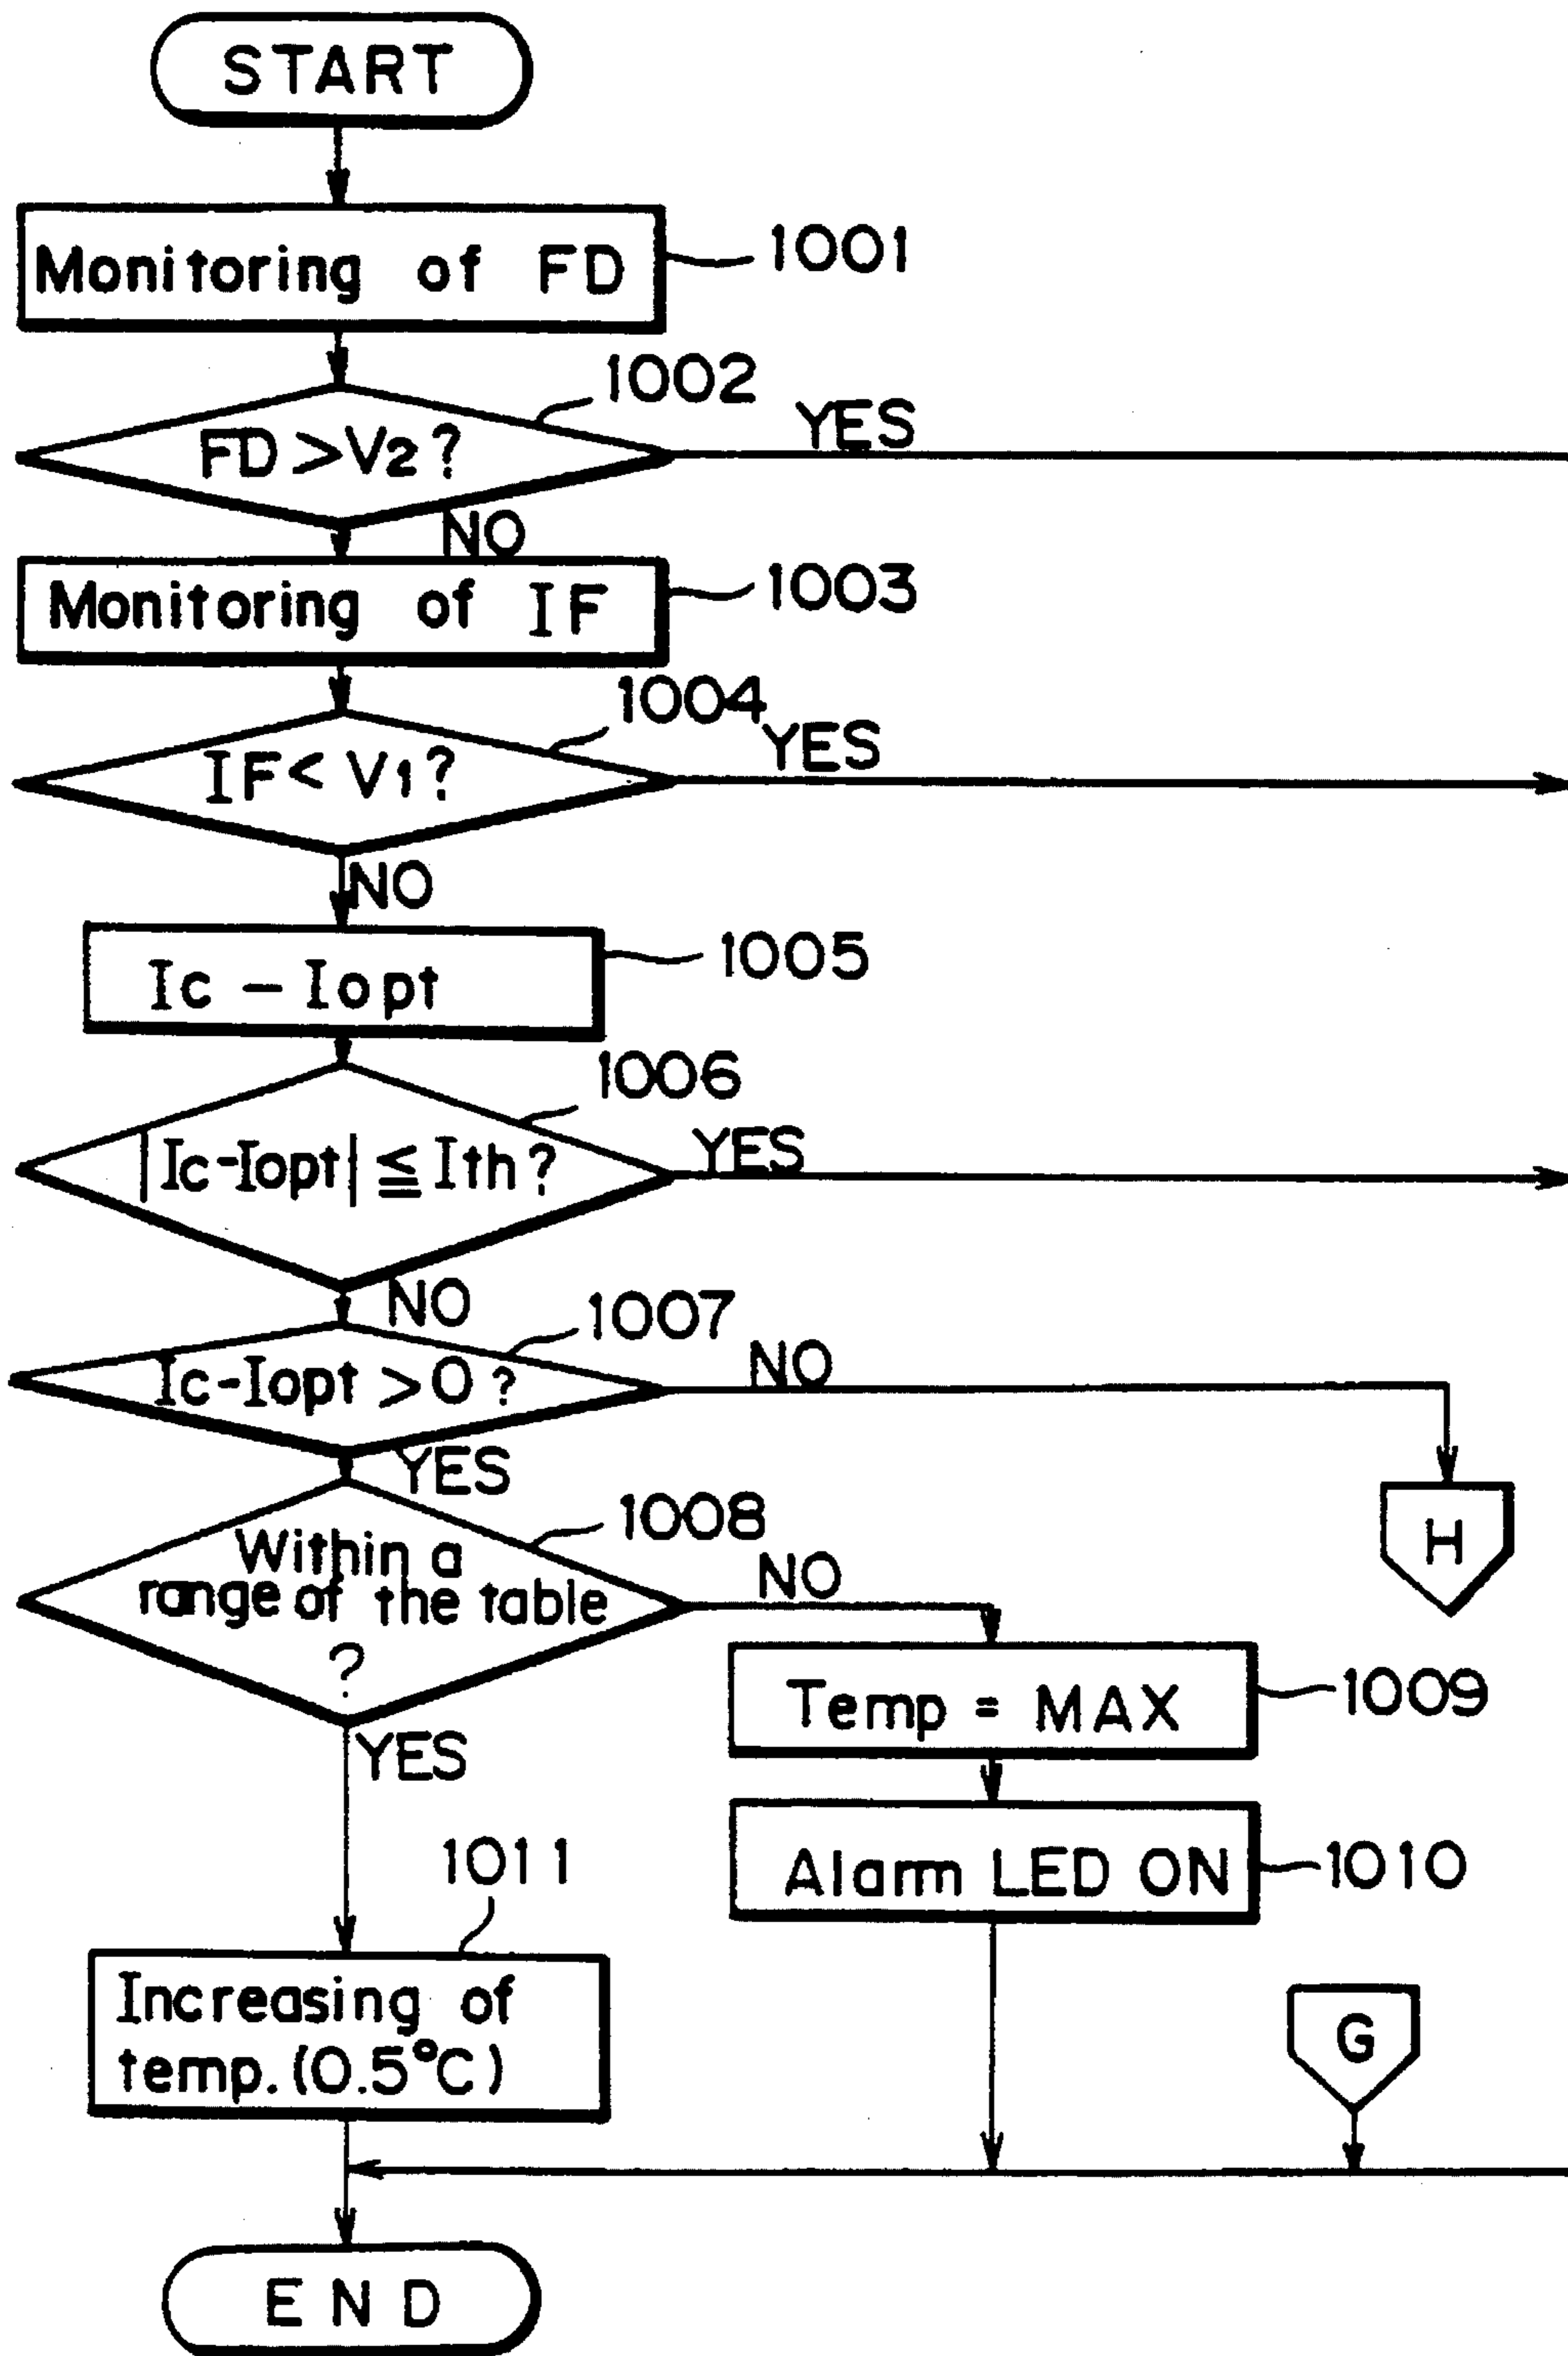 START
Monitoring of FD
1001
1002
FD > V2 ?
YES
NO
Monitoring of IF
1003
1004
IF < V1 ?
YES
NO
Ic - Iopt
1005
1006
|Ic-Iopt| ≦ Ith ?
YES
NO
1007
Ic-Iopt > 0 ?
NO
YES
1008
Within a
range of the table
?
NO
H
YES
Temp = MAX
1009
Alarm LED ON
1010
1011
Increasing of
temp. (0.5°C)
G
END